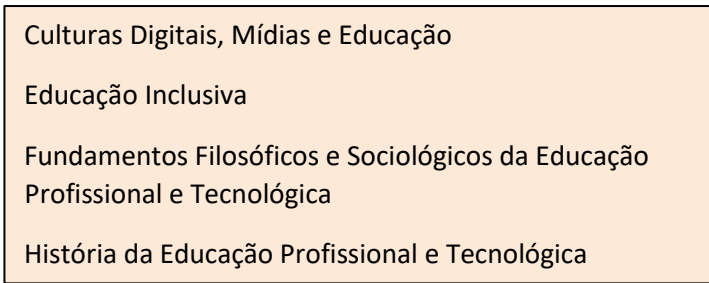 Culturas Digitais, Mídias e Educação
Educação Inclusiva
Fundamentos Filosóficos e Sociológicos da Educação
Profissional e Tecnológica
História da Educação Profissional e Tecnológica